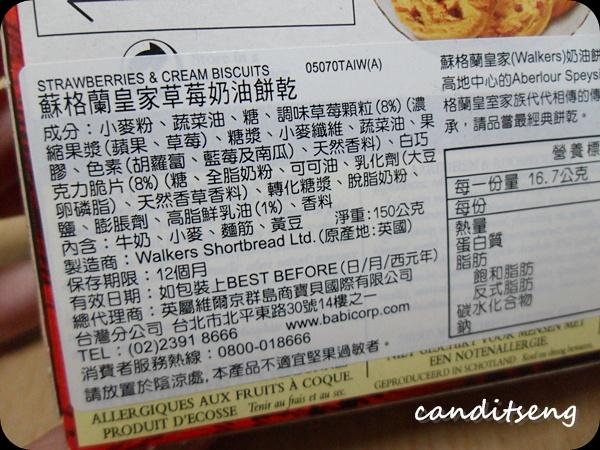 STRAWBERRIES & CREAM BISCUITS 05070TAIW(A)
蘇格蘭皇家草莓奶油餅乾
成分：小麥粉、蔬菜油、糖、調味草莓顆粒(8%)(濃
縮果漿(蘋果、草莓)、糖漿、小麥纖維、蔬菜油、果
膠、色素(胡蘿蔔、藍莓及南瓜)、天然香料)、白巧
克力脆片(8%)(糖、全脂奶粉、可可油、乳化劑(大豆
卵磷脂)、天然香草香料)、轉化糖漿、脫脂奶粉、
鹽、膨脹劑、高脂鮮乳油(1%)、香料
內含：牛奶、小麥、麵筋、黃豆 淨重:150公克
製造商：Walkers Shortbread Ltd.(原產地:英國)
保存期限：12個月
有效日期：如包裝上BEST BEFORE(日/月/西元年)
總代理商：英屬維爾京群島商寶貝國際有限公司
台灣分公司 台北市北平東路30號14樓之一
TEL：(02)2391 8666 www.babicorp.com
消費者服務熱線：0800-018666
請放置於陰涼處,本產品不適宜堅果過敏者。
蘇格蘭皇家(Walkers)奶油餅
高地中心的Aberlour Speysi
格蘭皇室家族代代相傳的傳
承，請品嘗最經典餅乾。
營養標
每一份量 16.7公克
每份
熱量
蛋白質
脂肪
飽和脂肪
反式脂肪
碳水化合物
鈉
ALLERGIQUES AUX FRUITS À COQUE.
PRODUIT D'ECOSSE Tenir au frais et au sec.
NIET GESCHIKT VOOR MENSEN MET
EEN NOTENALLERGIE.
GEPRODUCEERD IN SCHOTLAND
canditseng